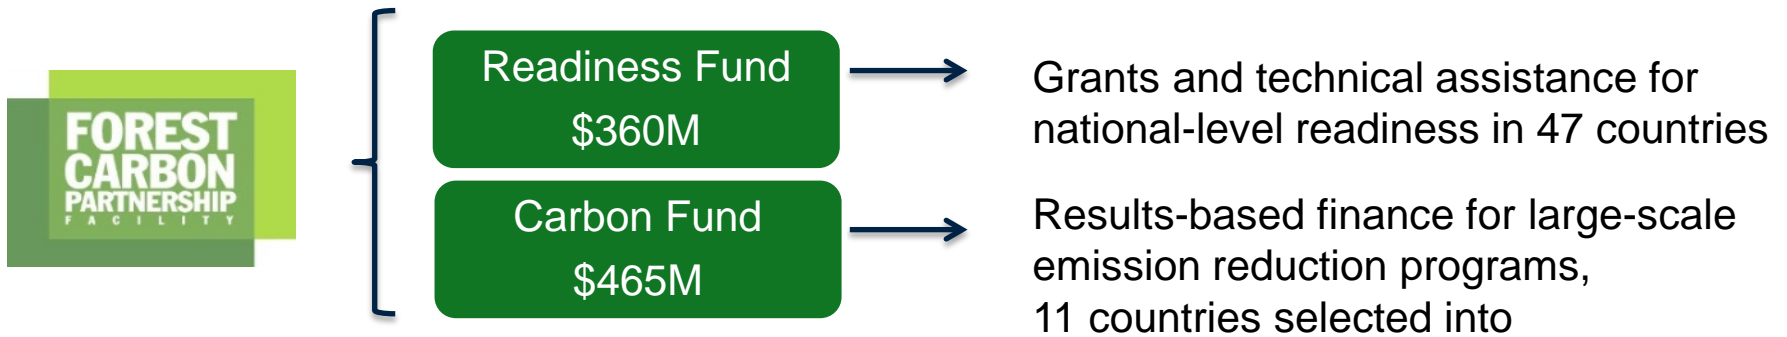 FOREST
CARBON
PARTNERSHIP
FACILITY
Readiness Fund
$360M
Grants and technical assistance for
national-level readiness in 47 countries
Carbon Fund
$465M
Results-based finance for large-scale
emission reduction programs,
11 countries selected into